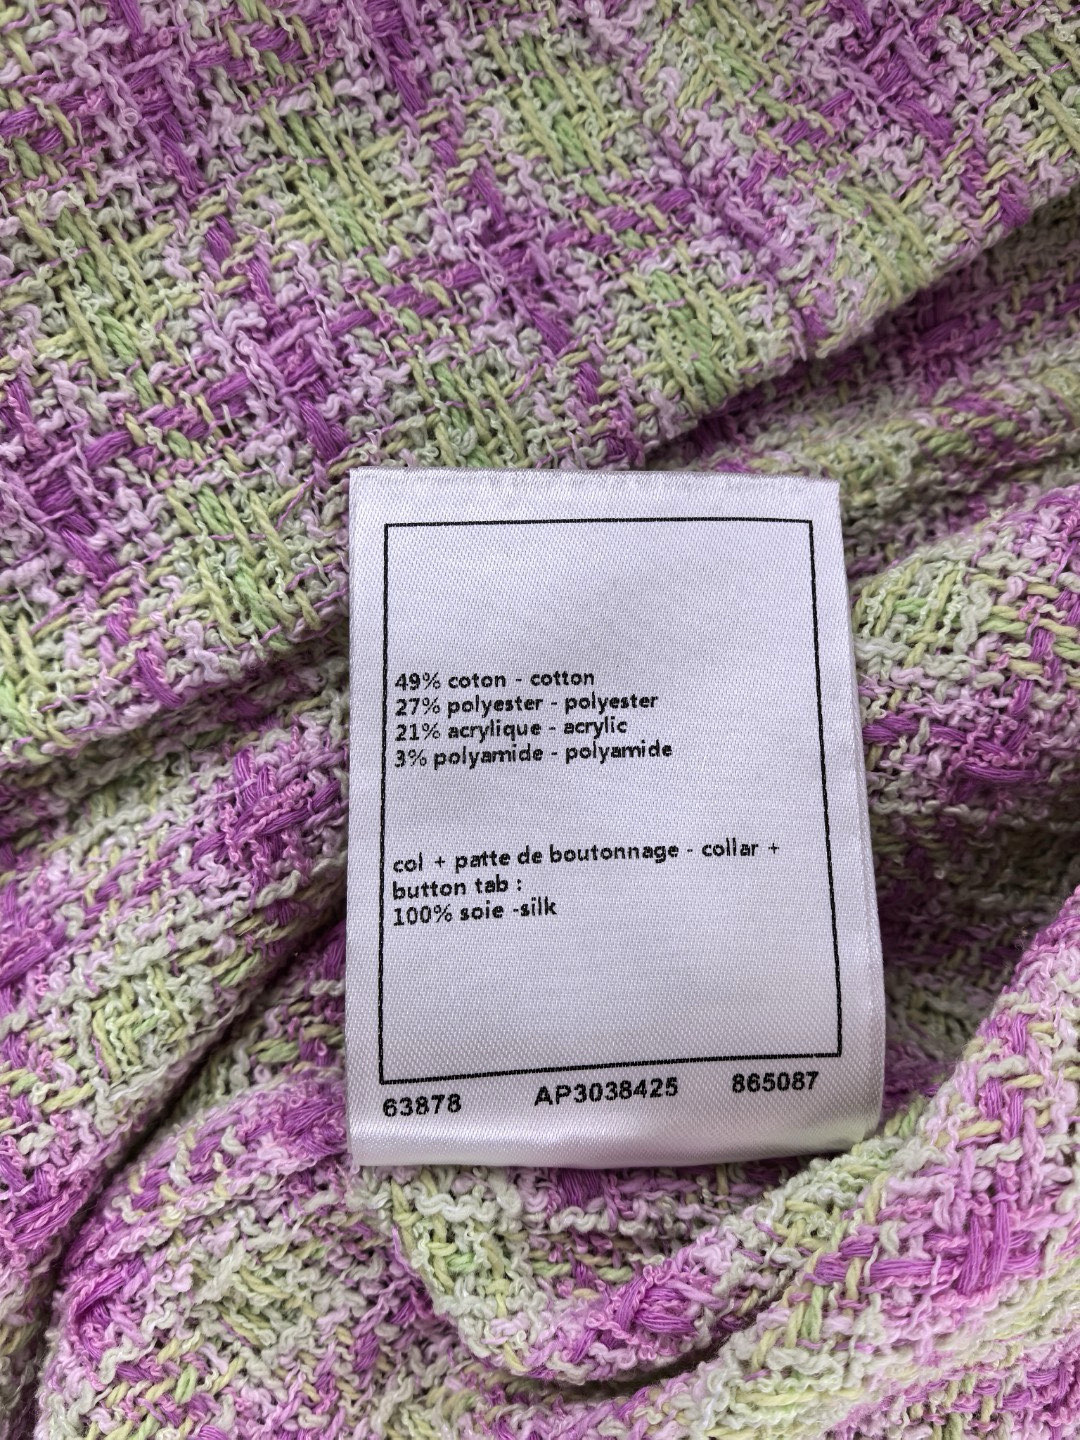 49% coton - cotton
27% polyester - polyester
21% acrylique - acrylic
3% polyamide - polyamide
col + patte de boutonnage - collar +
button tab :
100% soie -silk
63878 AP3038425 865087